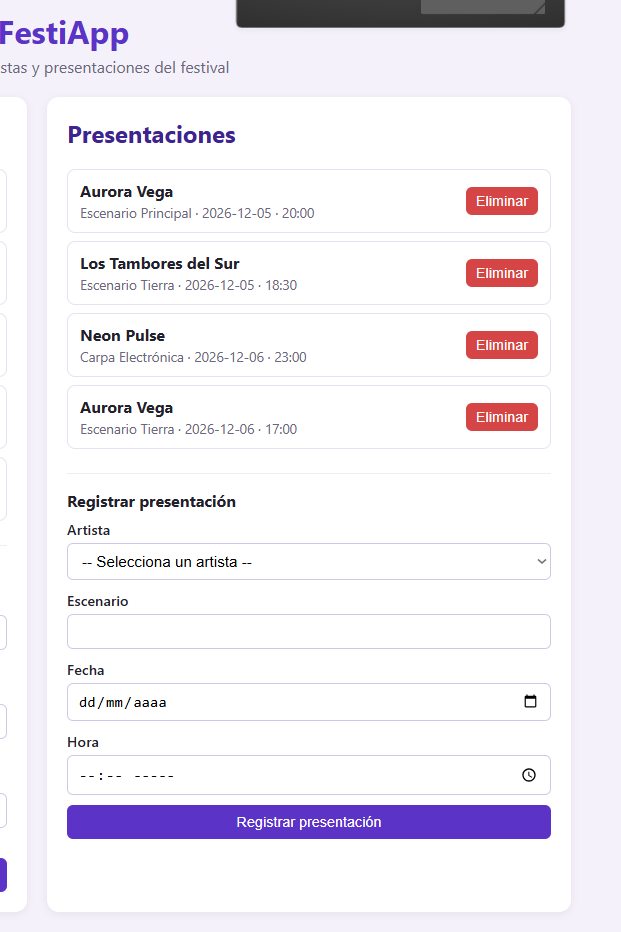 FestiApp
stas y presentaciones del festival
Presentaciones
Aurora Vega
Escenario Principal · 2026-12-05 · 20:00
Eliminar
Los Tambores del Sur
Escenario Tierra · 2026-12-05 · 18:30
Eliminar
Neon Pulse
Carpa Electrónica · 2026-12-06 · 23:00
Eliminar
Aurora Vega
Escenario Tierra · 2026-12-06 · 17:00
Eliminar
Registrar presentación
Artista
-- Selecciona un artista --
Escenario
Fecha
dd/mm/aaaa
Hora
--:-- -----
Registrar presentación